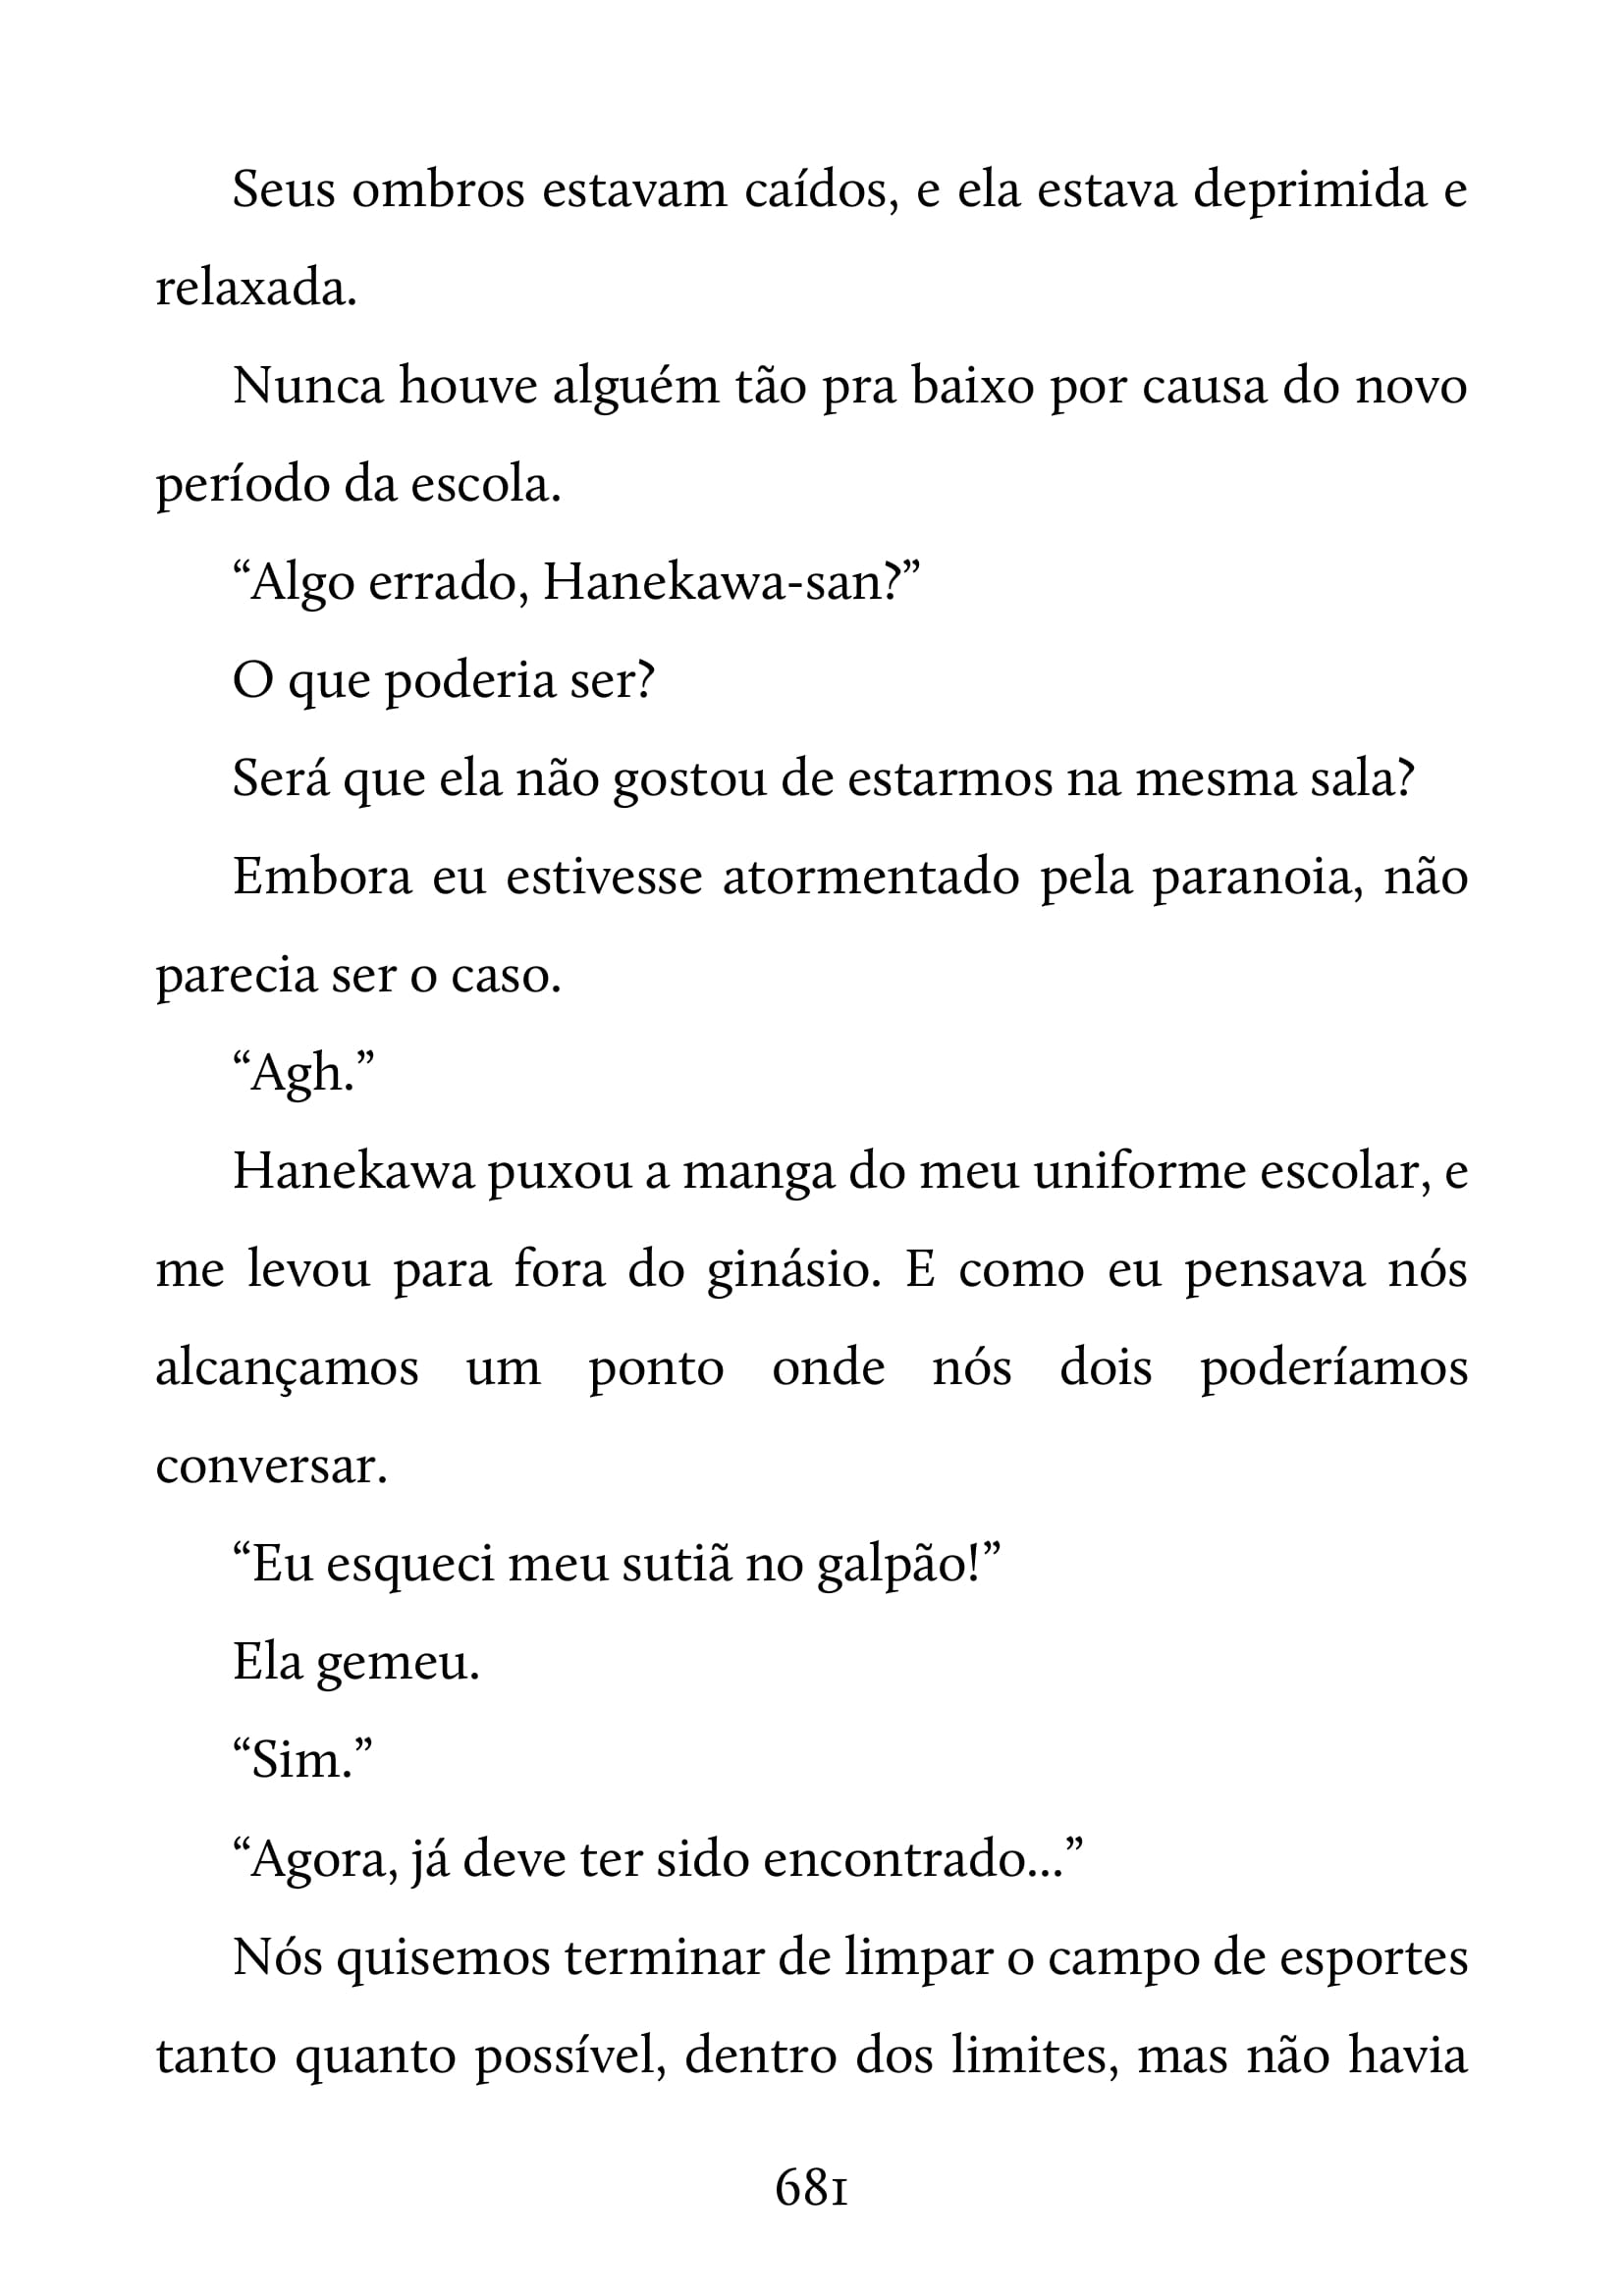 Seus ombros estavam caídos, e ela estava deprimida e
relaxada.
Nunca houve alguém tão pra baixo por causa do novo
período da escola.
“Algo errado, Hanekawa-san?”
O que poderia ser?
Será que ela não gostou de estarmos na mesma sala?
Embora eu estivesse atormentado pela paranoia, não
parecia ser o caso.
“Agh.”
Hanekawa puxou a manga do meu uniforme escolar, e
me levou para fora do ginásio. E como eu pensava nós
alcançamos um ponto onde nós dois poderíamos
conversar.
“Eu esqueci meu sutiã no galpão!”
Ela gemeu.
“Sim.”
“Agora, já deve ter sido encontrado...”
Nós quisemos terminar de limpar o campo de esportes
tanto quanto possível, dentro dos limites, mas não havia
681